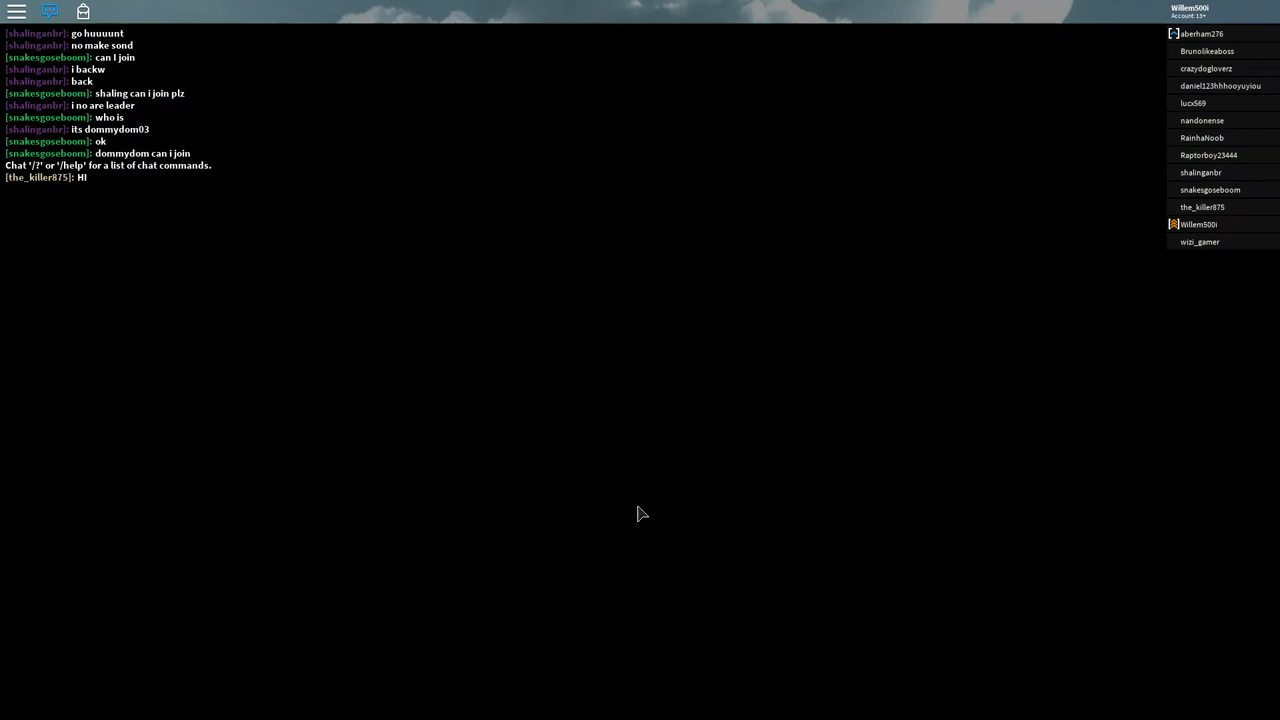 Willem500i
Account: 13+
[shalinganbr]: go huuuunt
[shalinganbr]: no make sond
[snakesgoseboom]: can I join
[shalinganbr]: i backw
[shalinganbr]: back
[snakesgoseboom]: shaling can i join plz
[shalinganbr]: i no are leader
[snakesgoseboom]: who is
[shalinganbr]: its dommydom03
[snakesgoseboom]: ok
[snakesgoseboom]: dommydom can i join
Chat '/?' or '/help' for a list of chat commands.
[the_killer875]: HI
aberham276
Brunolikeaboss
crazydogloverz
daniel123hhhooyuyiou
lucx569
nandonense
RainhaNoob
Raptorboy23444
shalinganbr
snakesgoseboom
the_killer875
Willem500i
wizi_gamer